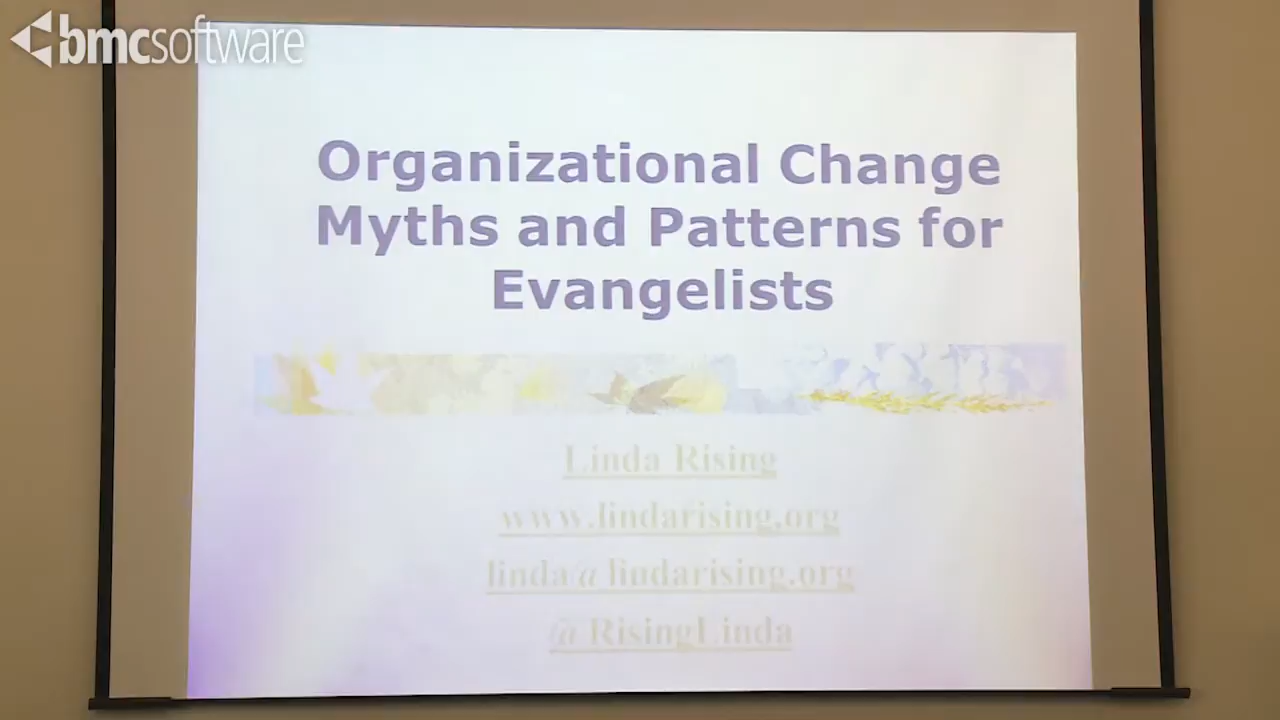 bmcsoftware
Organizational Change
Myths and Patterns for
Evangelists
Linda Rising
www.lindarising.org
linda@lindarising.org
@RisingLinda